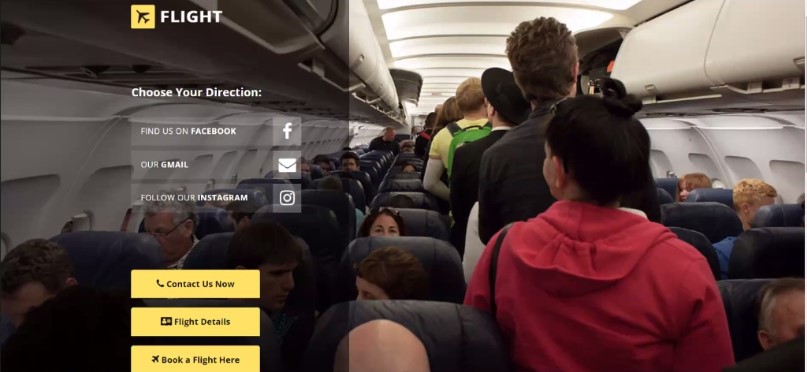 FLIGHT
Choose Your Direction:
FIND US ON FACEBOOK
OUR GMAIL
FOLLOW OUR INSTAGRAM
Contact Us Now
Flight Details
Book a Flight Here